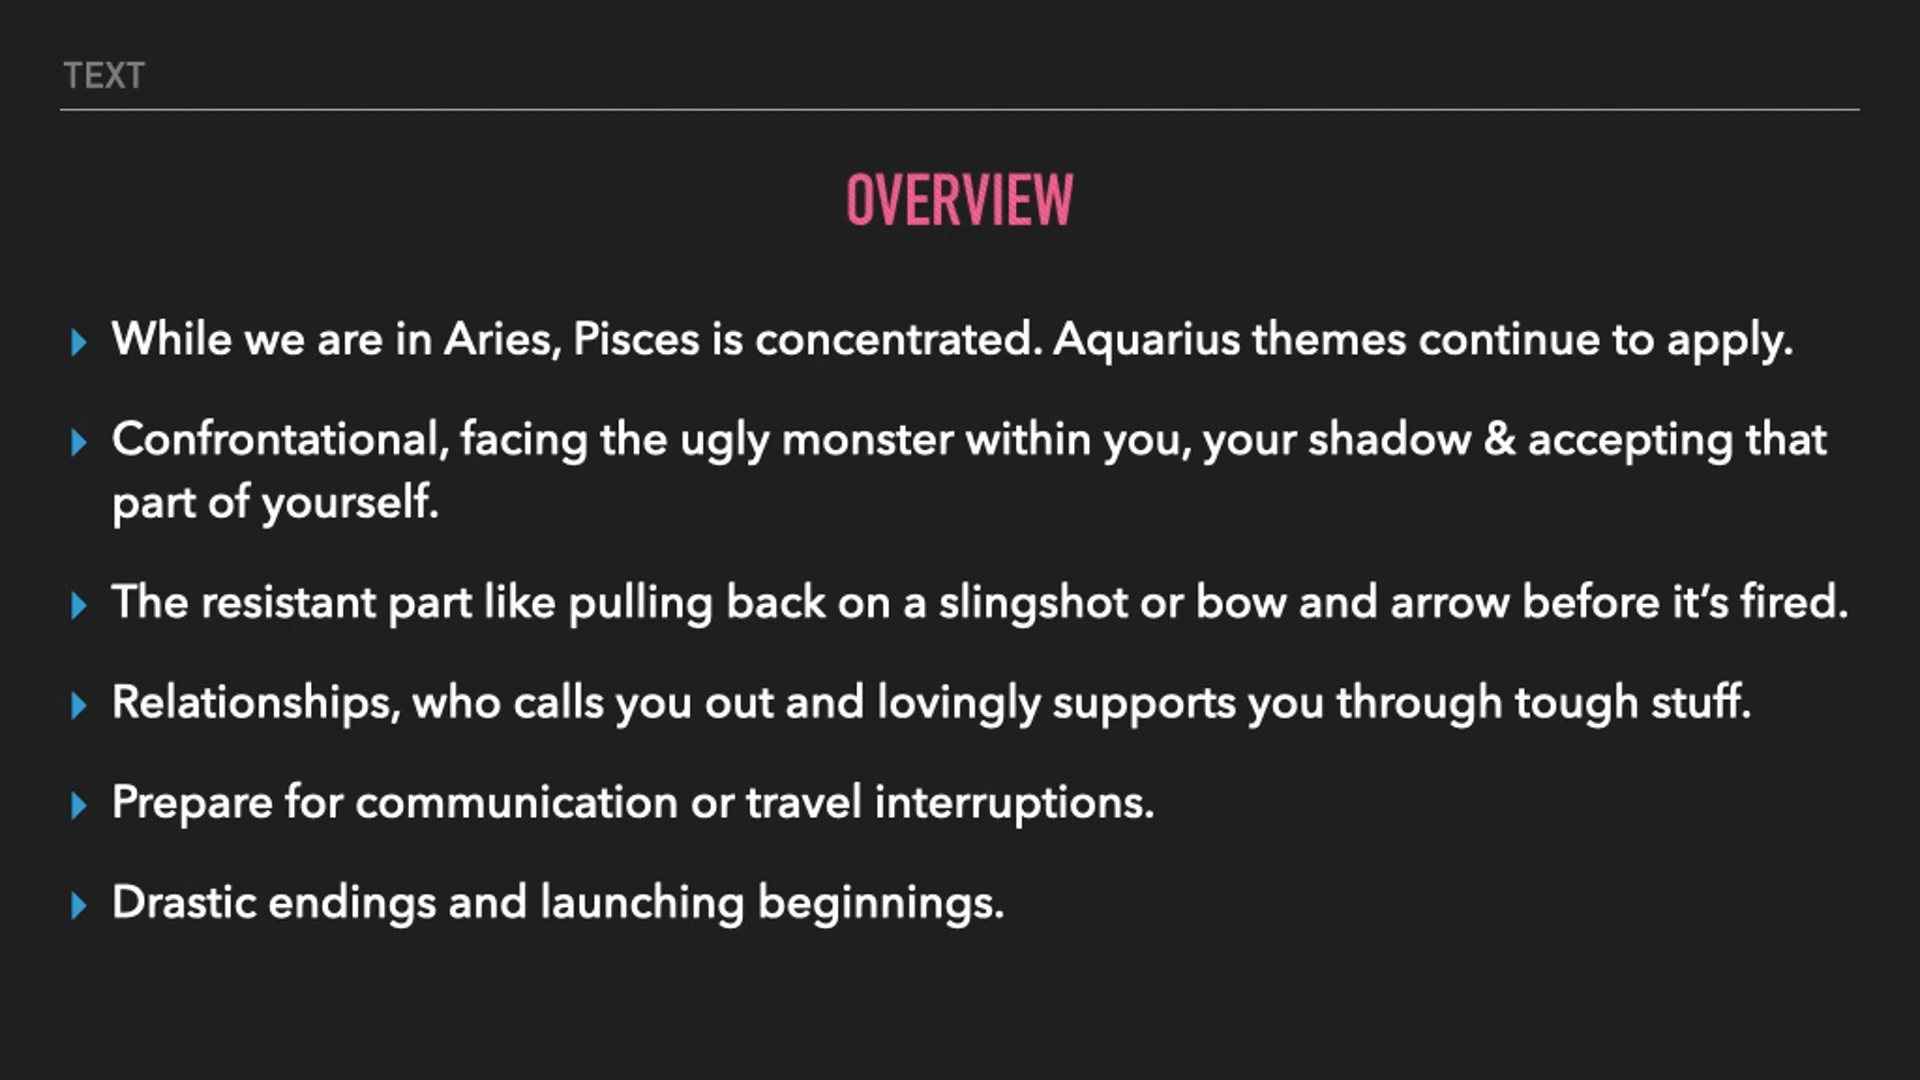 TEXT
OVERVIEW
While we are in Aries, Pisces is concentrated. Aquarius themes continue to apply.
Confrontational, facing the ugly monster within you, your shadow & accepting that
part of yourself.
The resistant part like pulling back on a slingshot or bow and arrow before it’s fired.
Relationships, who calls you out and lovingly supports you through tough stuff.
Prepare for communication or travel interruptions.
Drastic endings and launching beginnings.